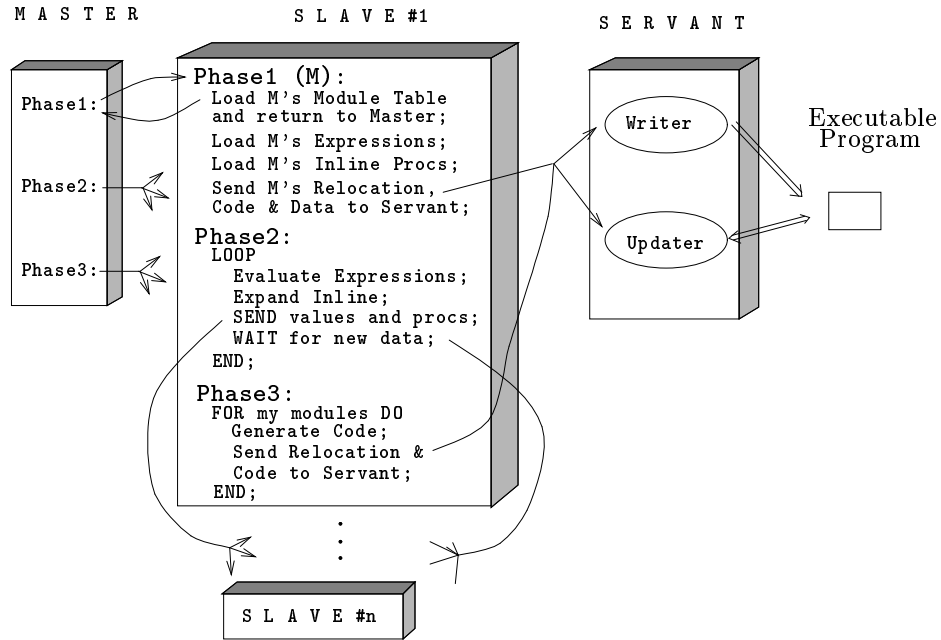 M A S T E R
S L A V E #1
S E R V A N T
Phase1:
Phase2:
Phase3:
Phase1 (M):
Load M's Module Table
and return to Master;
Load M's Expressions;
Load M's Inline Procs;
Send M's Relocation,
Code & Data to Servant;
Phase2:
LOOP
Evaluate Expressions;
Expand Inline;
SEND values and procs;
WAIT for new data;
END;
Phase3:
FOR my modules DO
Generate Code;
Send Relocation &
Code to Servant;
END;
Writer
Updater
Executable
Program
S L A V E #n